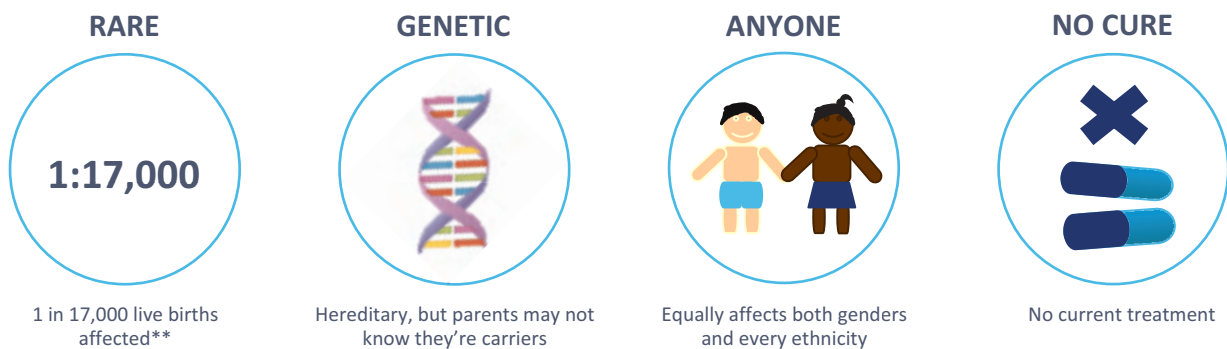 RARE
GENETIC
ANYONE
NO CURE
1:17,000
1 in 17,000 live births
affected**
Hereditary, but parents may not
know they’re carriers
Equally affects both genders
and every ethnicity
No current treatment